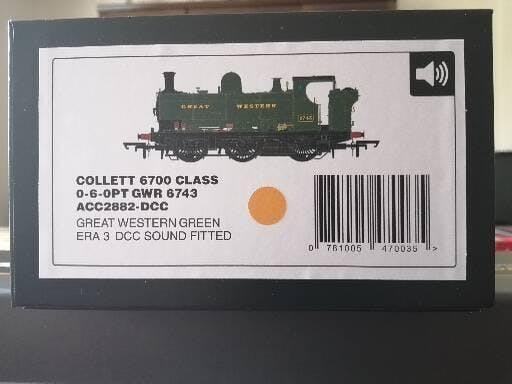 GREAT WESTERN
6743
COLLETT 6700 CLASS
0-6-0PT GWR 6743
ACC2882-DCC
GREAT WESTERN GREEN
ERA 3 DCC SOUND FITTED
0 781005 470035 >